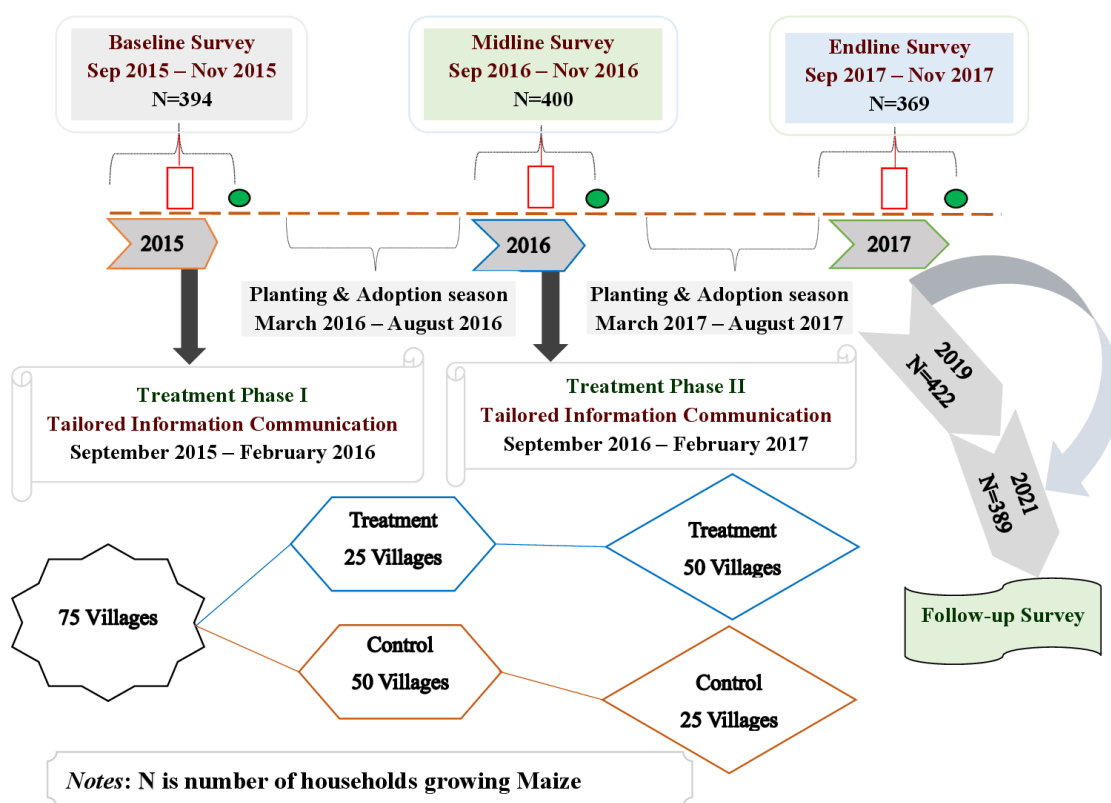 Baseline Survey
Sep 2015 – Nov 2015
N=394
Midline Survey
Sep 2016 – Nov 2016
N=400
Endline Survey
Sep 2017 – Nov 2017
N=369
2015
2016
2017
Planting & Adoption season
March 2016 – August 2016
Planting & Adoption season
March 2017 – August 2017
2019
N=422
2021
N=389
Treatment Phase I
Tailored Information Communication
September 2015 – February 2016
Treatment Phase II
Tailored Information Communication
September 2016 – February 2017
75 Villages
Treatment
25 Villages
Treatment
50 Villages
Control
50 Villages
Control
25 Villages
Follow-up Survey
Notes: N is number of households growing Maize